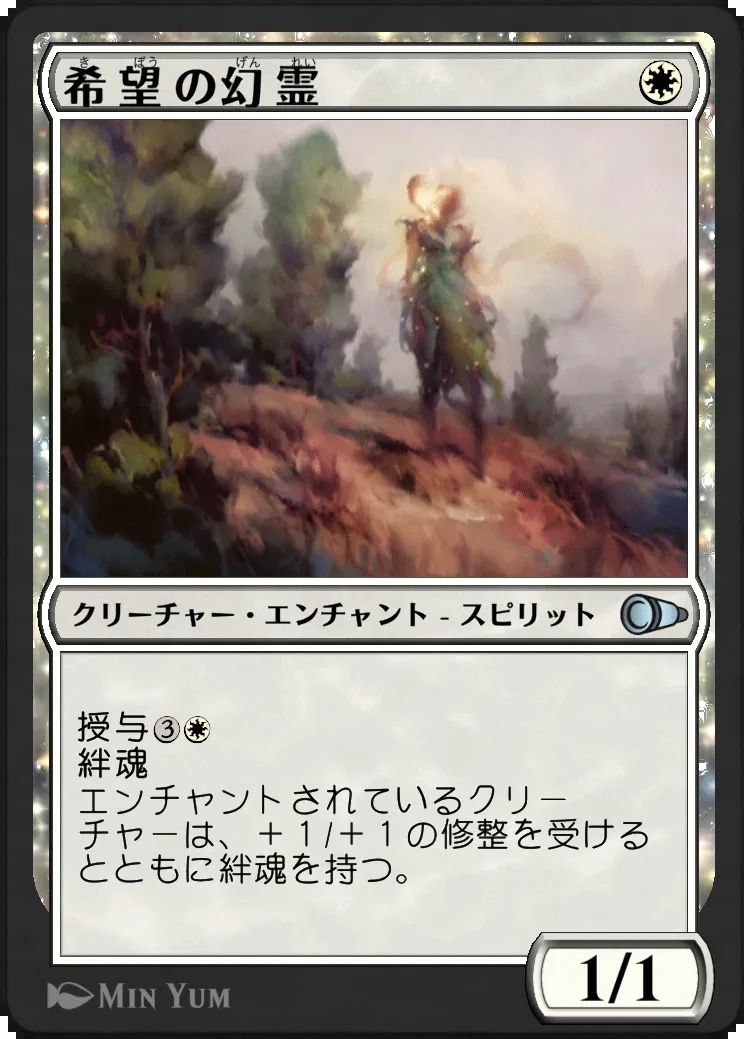 希望の幻霊
クリーチャー・エンチャント - スピリット
授与③
絆魂
エンチャントされているクリー
チャーは、＋１/＋１の修整を受ける
とともに絆魂を持つ。
1/1
MIN YUM